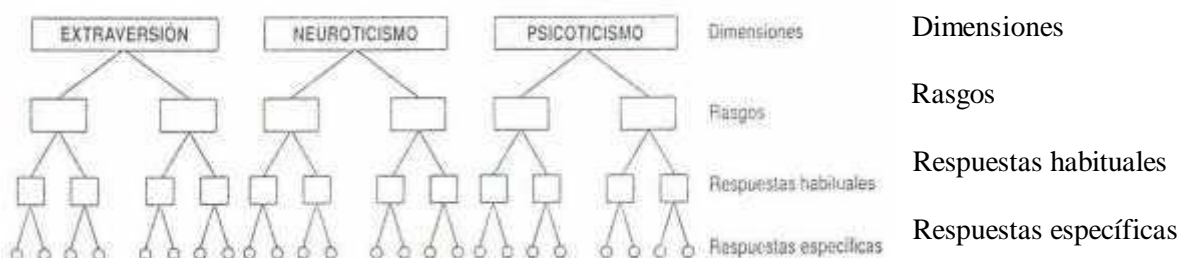 EXTRAVERSIÓN NEUROTICISMO PSICOTICISMO Dimensiones Dimensiones
Rasgos Rasgos
Respuestas habituales Respuestas habituales
Respuestas específicas Respuestas específicas